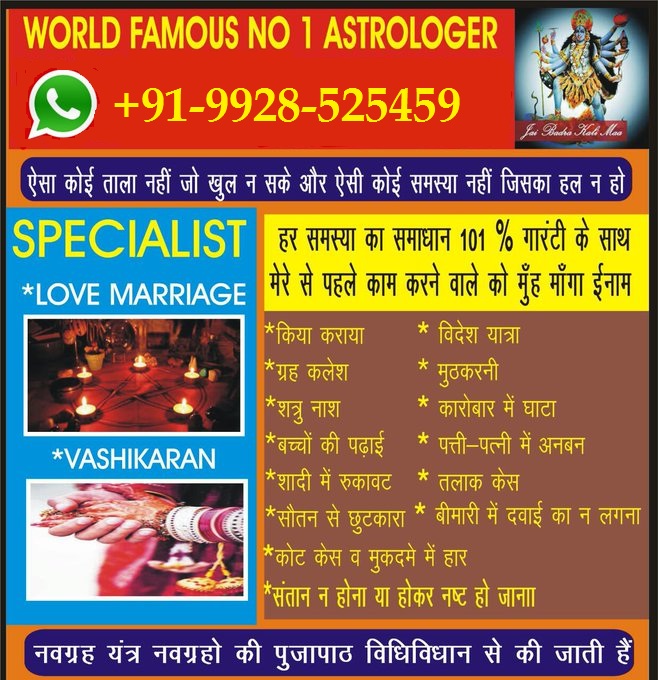 WORLD FAMOUS NO 1 ASTROLOGER
+91-9928-525459
Jai Badra Kali Maa
ऐसा कोई ताला नहीं जो खुल न सके और ऐसी कोई समस्या नहीं जिसका हल न हो
SPECIALIST
*LOVE MARRIAGE
*VASHIKARAN
हर समस्या का समाधान 101 % गारंटी के साथ
मेरे से पहले काम करने वाले को मुँह माँगा ईनाम
*किया कराया
* विदेश यात्रा
*ग्रह कलेश
* मुठकरनी
*शत्रु नाश
* कारोबार में घाटा
*बच्चों की पढ़ाई
* पत्ती–पत्नी में अनबन
*शादी में रुकावट
* तलाक केस
*सौतन से छुटकारा
* बीमारी में दवाई का न लगना
*कोट केस व मुकदमे में हार
*संतान न होना या होकर नष्ट हो जानाा
नवग्रह यंत्र नवग्रहो की पुजापाठ विधिविधान से की जाती हैं